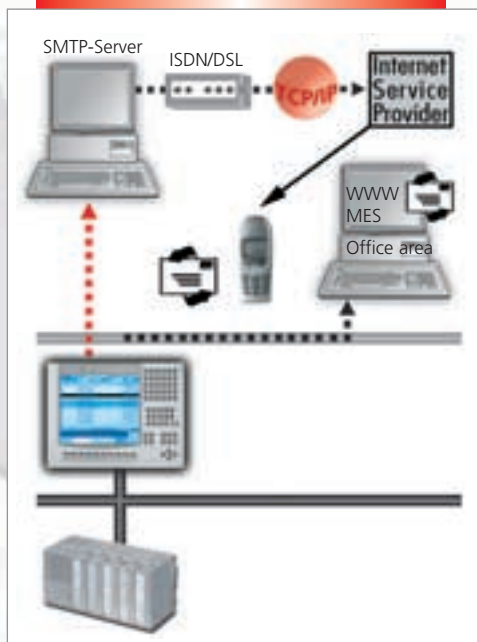 SMTP-Server
ISDN/DSL
TCP/IP
Internet
Service
Provider
WWW
MES
Office area